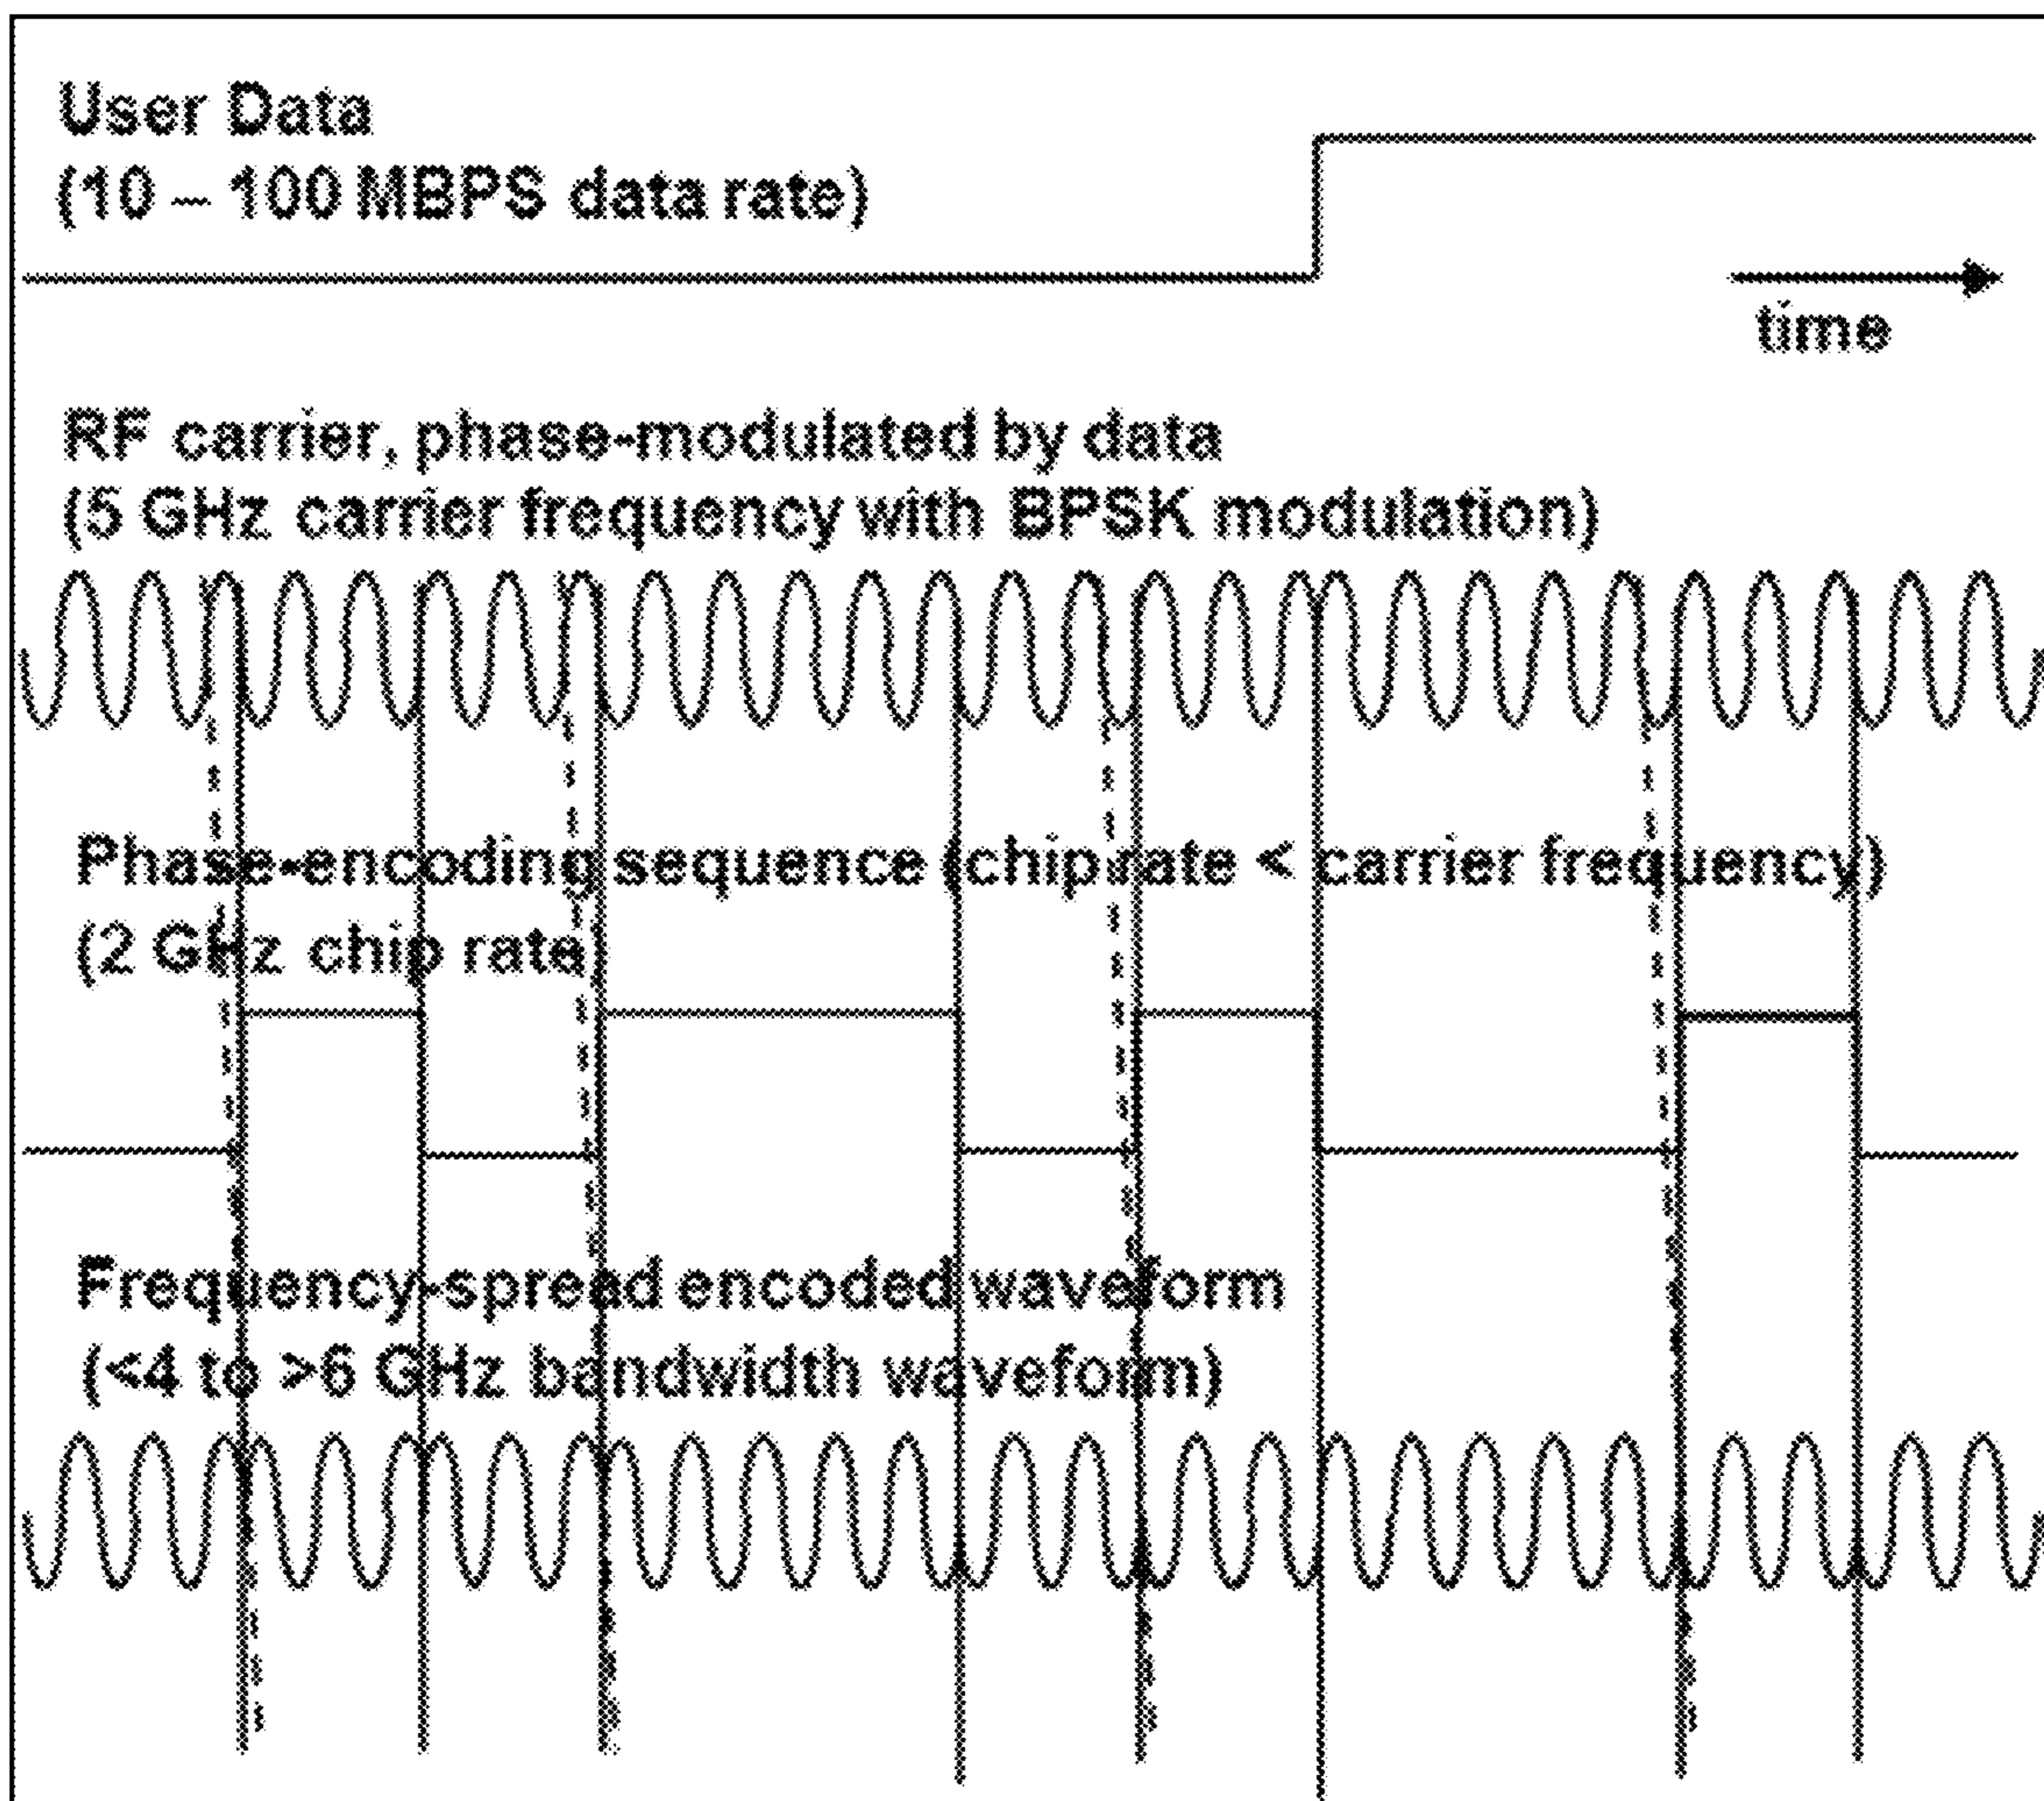 User Data
(10 – 100 MBPS data rate)
time
RF carrier, phase-modulated by data
(5 GHz carrier frequency with BPSK modulation)
Phase-encoding sequence (chip rate < carrier frequency)
(2 GHz chip rate)
Frequency-spread encoded waveform
(<4 to >6 GHz bandwidth waveform)